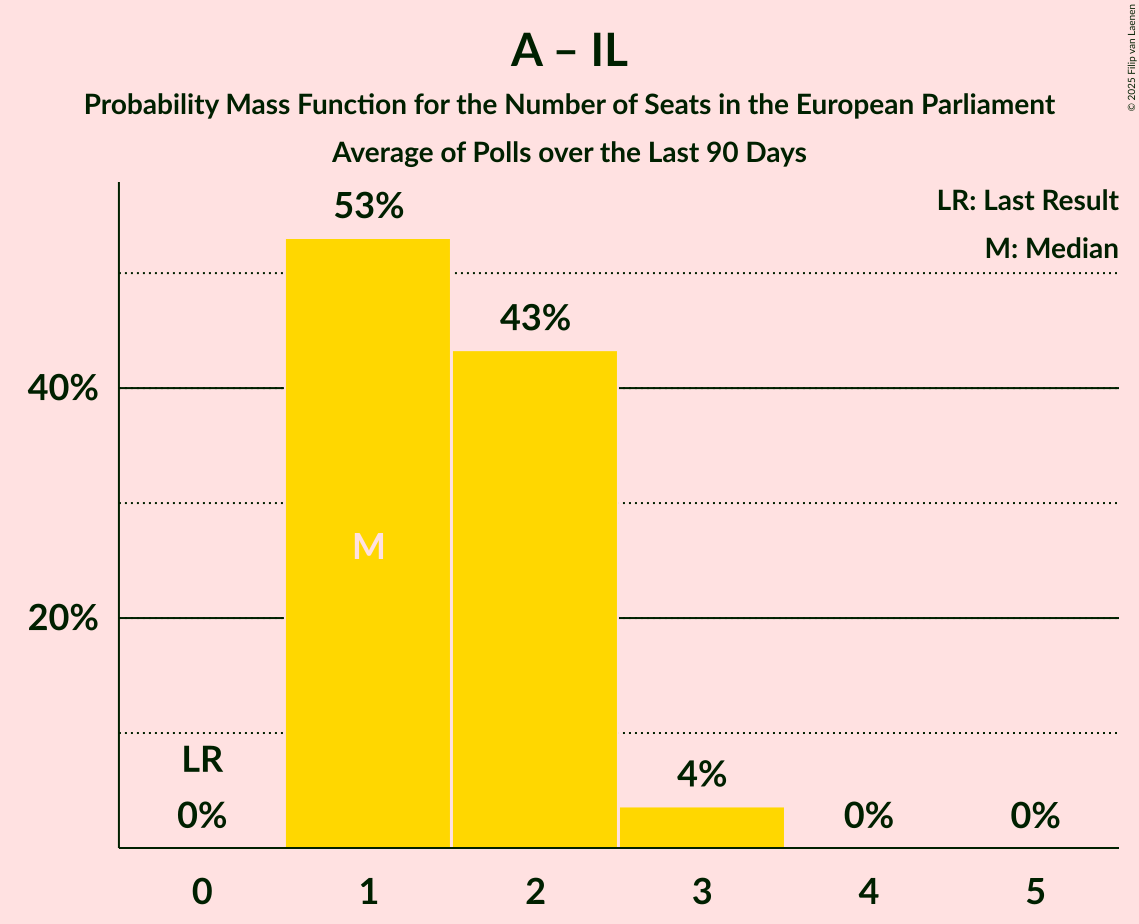 A – IL
Probability Mass Function for the Number of Seats in the European Parliament
Average of Polls over the Last 90 Days
© 2025 Filip van Laenen
LR: Last Result
M: Median
53%
43%
40%
M
20%
LR
4%
0%
0%
0%
0 1 2 3 4 5